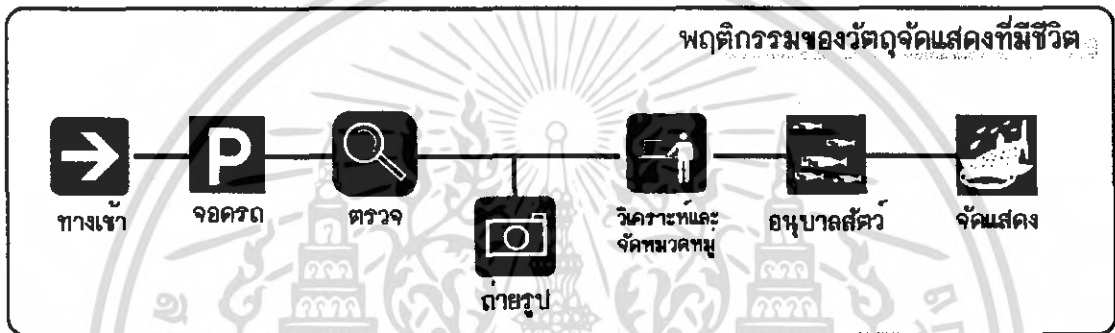 พฤติกรรมของวัตถุจัดแสดงที่มีชีวิต
ทางเข้า
P
จอดรถ
ตรวจ
ถ่ายรูป
วิเคราะห์และ
จัดหมวดหมู่
อนุบาลสัตว์
จัดแสดง